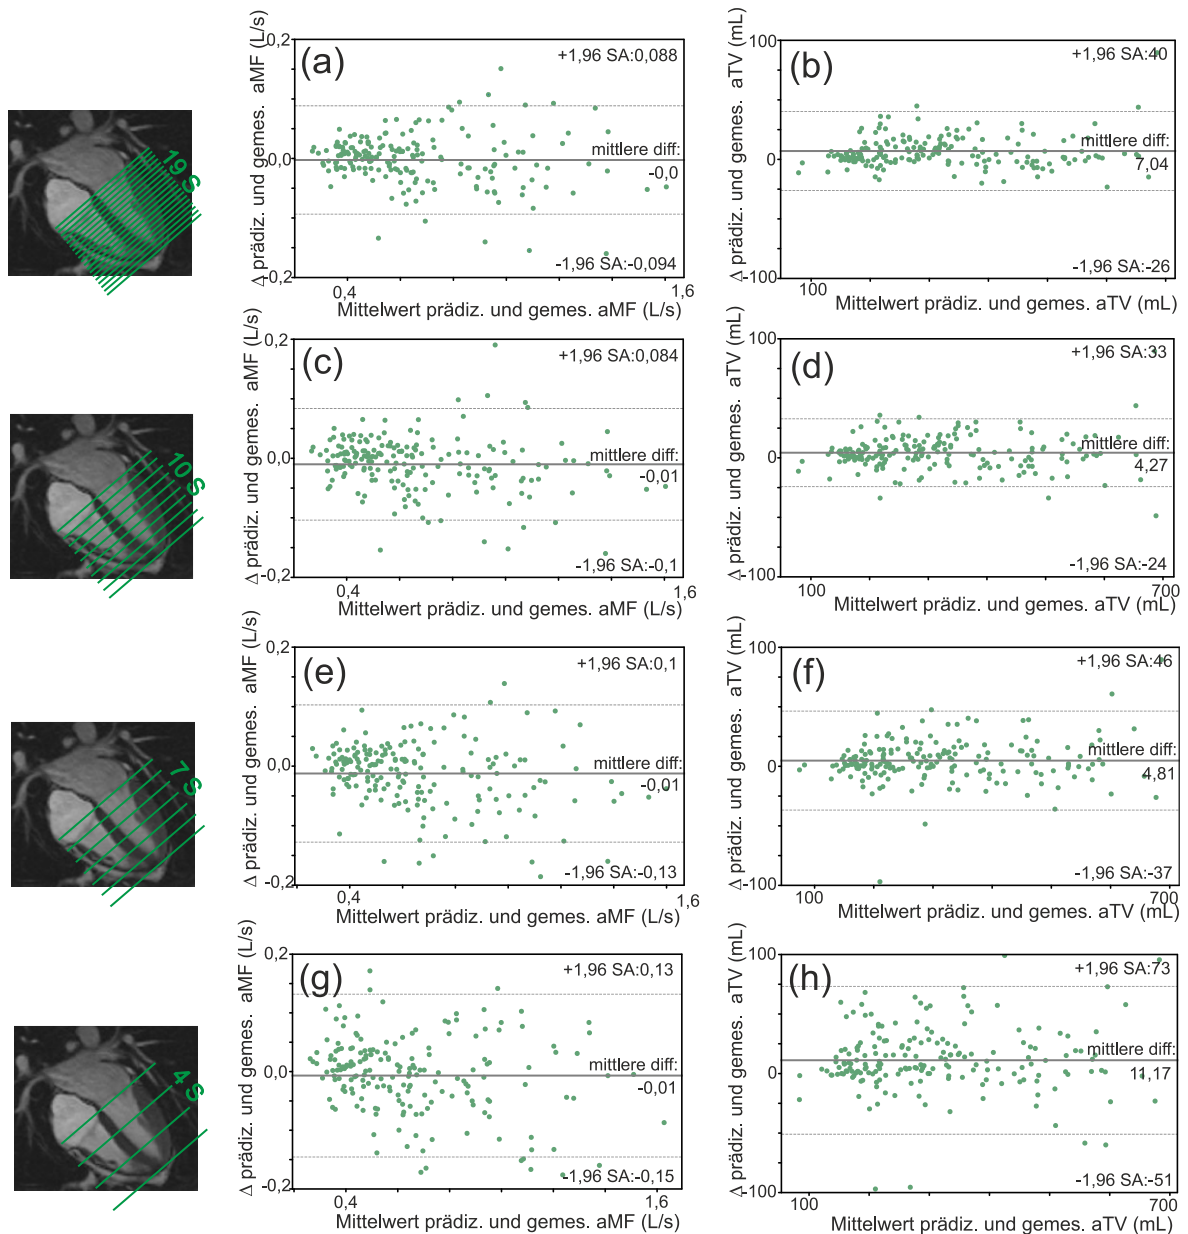 19 S
(a)
0,2
0,0
-0,2
Δ prädiz. und gemes. aMF (L/s)
+1,96 SA:0,088
mittlere diff:
-0,0
-1,96 SA:-0,094
0,4
1,6
Mittelwert prädiz. und gemes. aMF (L/s)
(b)
100
0
-100
Δ prädiz. und gemes. aTV (mL)
+1,96 SA:40
mittlere diff:
7,04
-1,96 SA:-26
100
700
Mittelwert prädiz. und gemes. aTV (mL)
10 S
(c)
0,2
0,0
-0,2
Δ prädiz. und gemes. aMF (L/s)
+1,96 SA:0,084
mittlere diff:
-0,01
-1,96 SA:-0,1
0,4
1,6
Mittelwert prädiz. und gemes. aMF (L/s)
(d)
100
0
-100
Δ prädiz. und gemes. aTV (mL)
+1,96 SA:33
mittlere diff:
4,27
-1,96 SA:-24
100
700
Mittelwert prädiz. und gemes. aTV (mL)
7 S
(e)
0,2
0,0
-0,2
Δ prädiz. und gemes. aMF (L/s)
+1,96 SA:0,1
mittlere diff:
-0,01
-1,96 SA:-0,13
0,4
1,6
Mittelwert prädiz. und gemes. aMF (L/s)
(f)
100
0
-100
Δ prädiz. und gemes. aTV (mL)
+1,96 SA:46
mittlere diff:
4,81
-1,96 SA:-37
100
700
Mittelwert prädiz. und gemes. aTV (mL)
4 S
(g)
0,2
0,0
-0,2
Δ prädiz. und gemes. aMF (L/s)
+1,96 SA:0,13
mittlere diff:
-0,01
-1,96 SA:-0,15
0,4
1,6
Mittelwert prädiz. und gemes. aMF (L/s)
(h)
100
0
-100
Δ prädiz. und gemes. aTV (mL)
+1,96 SA:73
mittlere diff:
11,17
-1,96 SA:-51
100
700
Mittelwert prädiz. und gemes. aTV (mL)